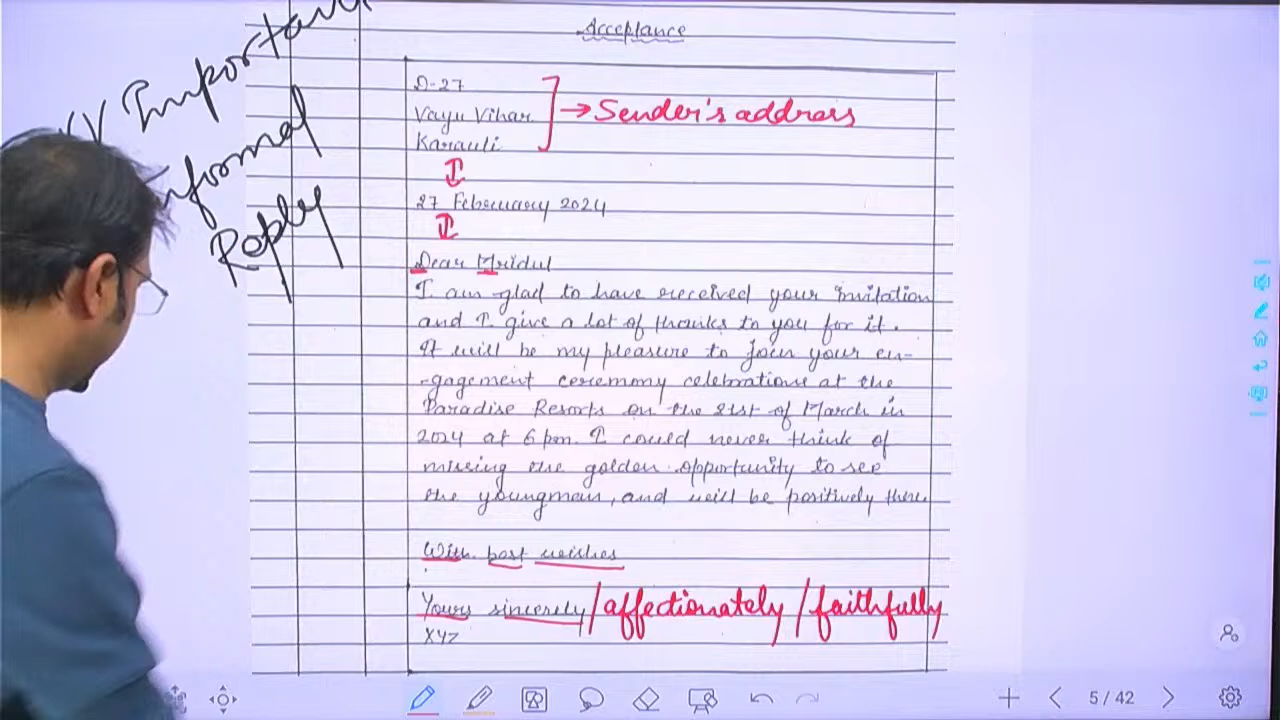 Acceptance
VV Important
Informal
Reply
D-27
Vayu Vihar
Karauli
→ Sender's address
27 February 2024
Dear Mridul
I am glad to have received your invitation
and I give a lot of thanks to you for it.
It will be my pleasure to join your en-
-gagement ceremony celebrations at the
Paradise Resorts on the 21st of March in
2024 at 6 pm. I could never think of
missing the golden opportunity to see
the youngman, and will be positively there.
With best wishes
Yours sincerely/affectionately/faithfully
XYZ
5/42